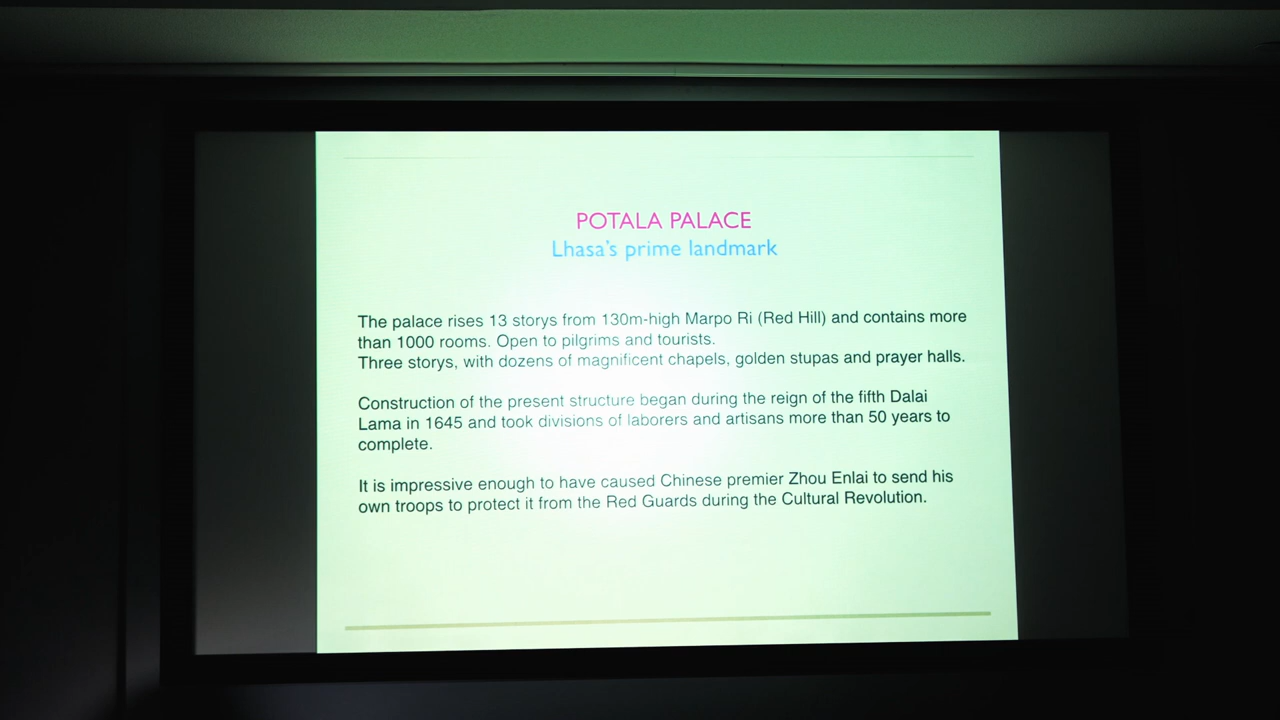 POTALA PALACE
Lhasa's prime landmark
The palace rises 13 storys from 130m-high Marpo Ri (Red Hill) and contains more
than 1000 rooms. Open to pilgrims and tourists.
Three storys, with dozens of magnificent chapels, golden stupas and prayer halls.
Construction of the present structure began during the reign of the fifth Dalai
Lama in 1645 and took divisions of laborers and artisans more than 50 years to
complete.
It is impressive enough to have caused Chinese premier Zhou Enlai to send his
own troops to protect it from the Red Guards during the Cultural Revolution.